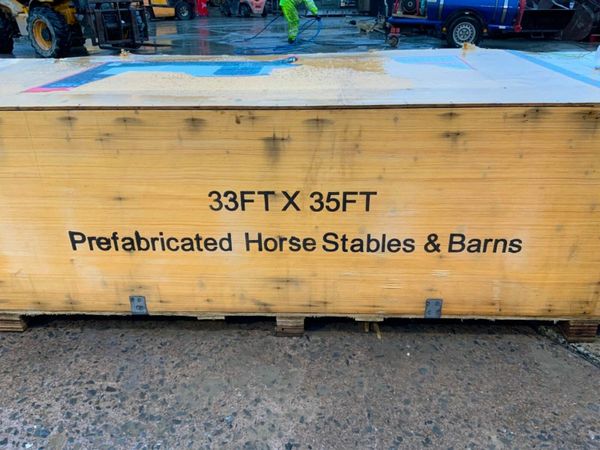 33FT X 35FT
Prefabricated Horse Stables & Barns